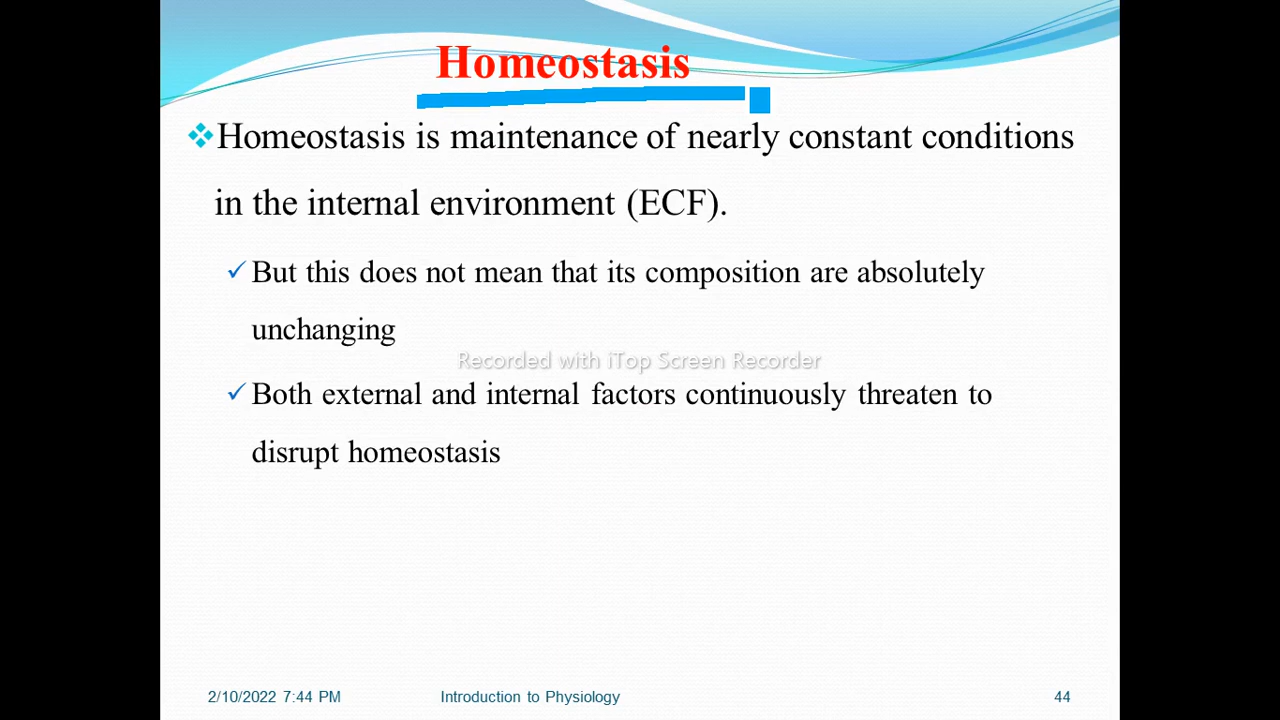 Homeostasis
Homeostasis is maintenance of nearly constant conditions
in the internal environment (ECF).
But this does not mean that its composition are absolutely
unchanging
Recorded with iTop Screen Recorder
Both external and internal factors continuously threaten to
disrupt homeostasis
2/10/2022 7:44 PM Introduction to Physiology 44